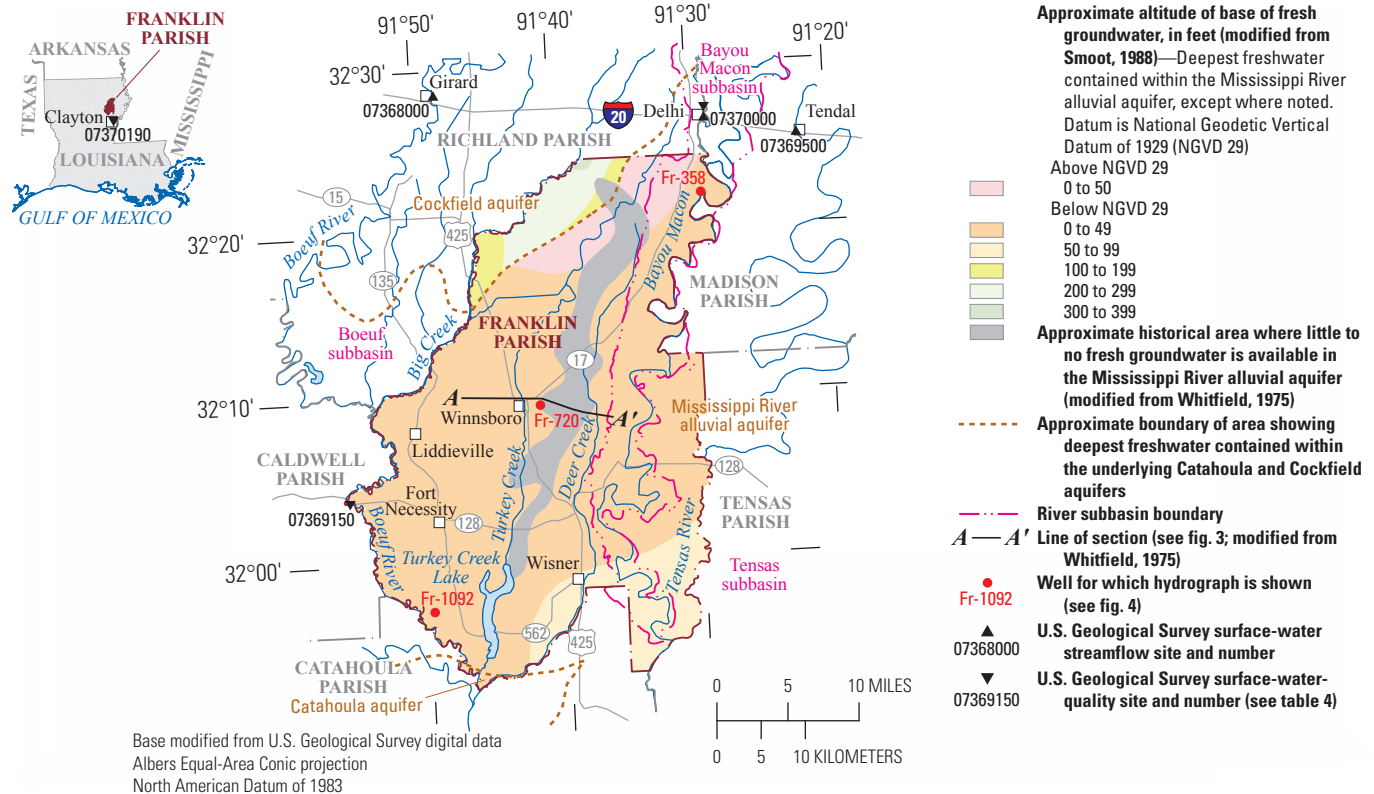 FRANKLIN
PARISH
ARKANSAS
TEXAS
MISSISSIPPI
Clayton
07370190
LOUISIANA
GULF OF MEXICO
91°50'
91°40'
91°30'
91°20'
32°30'
32°20'
32°10'
32°00'
Girard
07368000
20
Bayou
Macon
subbasin
Delhi
07370000
Tendal
07369500
RICHLAND PARISH
Fr-358
15
Cockfield aquifer
425
Boeuf River
Bayou Macon
135
MADISON
PARISH
Boeuf
subbasin
Big Creek
FRANKLIN
PARISH
17
A
A'
Winnsboro
Fr-720
Mississippi River
alluvial aquifer
Liddieville
Turkey Creek
Deer Creek
CALDWELL
PARISH
128
Fort
Necessity
07369150
128
TENSAS
PARISH
Boeuf River
Turkey Creek
Lake
Wisner
Tensas River
Tensas
subbasin
Fr-1092
562
425
CATAHOULA
PARISH
Catahoula aquifer
0 5 10 MILES
0 5 10 KILOMETERS
Base modified from U.S. Geological Survey digital data
Albers Equal-Area Conic projection
North American Datum of 1983
Approximate altitude of base of fresh
groundwater, in feet (modified from
Smoot, 1988)—Deepest freshwater
contained within the Mississippi River
alluvial aquifer, except where noted.
Datum is National Geodetic Vertical
Datum of 1929 (NGVD 29)
Above NGVD 29
0 to 50
Below NGVD 29
0 to 49
50 to 99
100 to 199
200 to 299
300 to 399
Approximate historical area where little to
no fresh groundwater is available in
the Mississippi River alluvial aquifer
(modified from Whitfield, 1975)
Approximate boundary of area showing
deepest freshwater contained within
the underlying Catahoula and Cockfield
aquifers
River subbasin boundary
A — A' Line of section (see fig. 3; modified from
Whitfield, 1975)
Well for which hydrograph is shown
Fr-1092 (see fig. 4)
U.S. Geological Survey surface-water
07368000 streamflow site and number
U.S. Geological Survey surface-water-
07369150 quality site and number (see table 4)